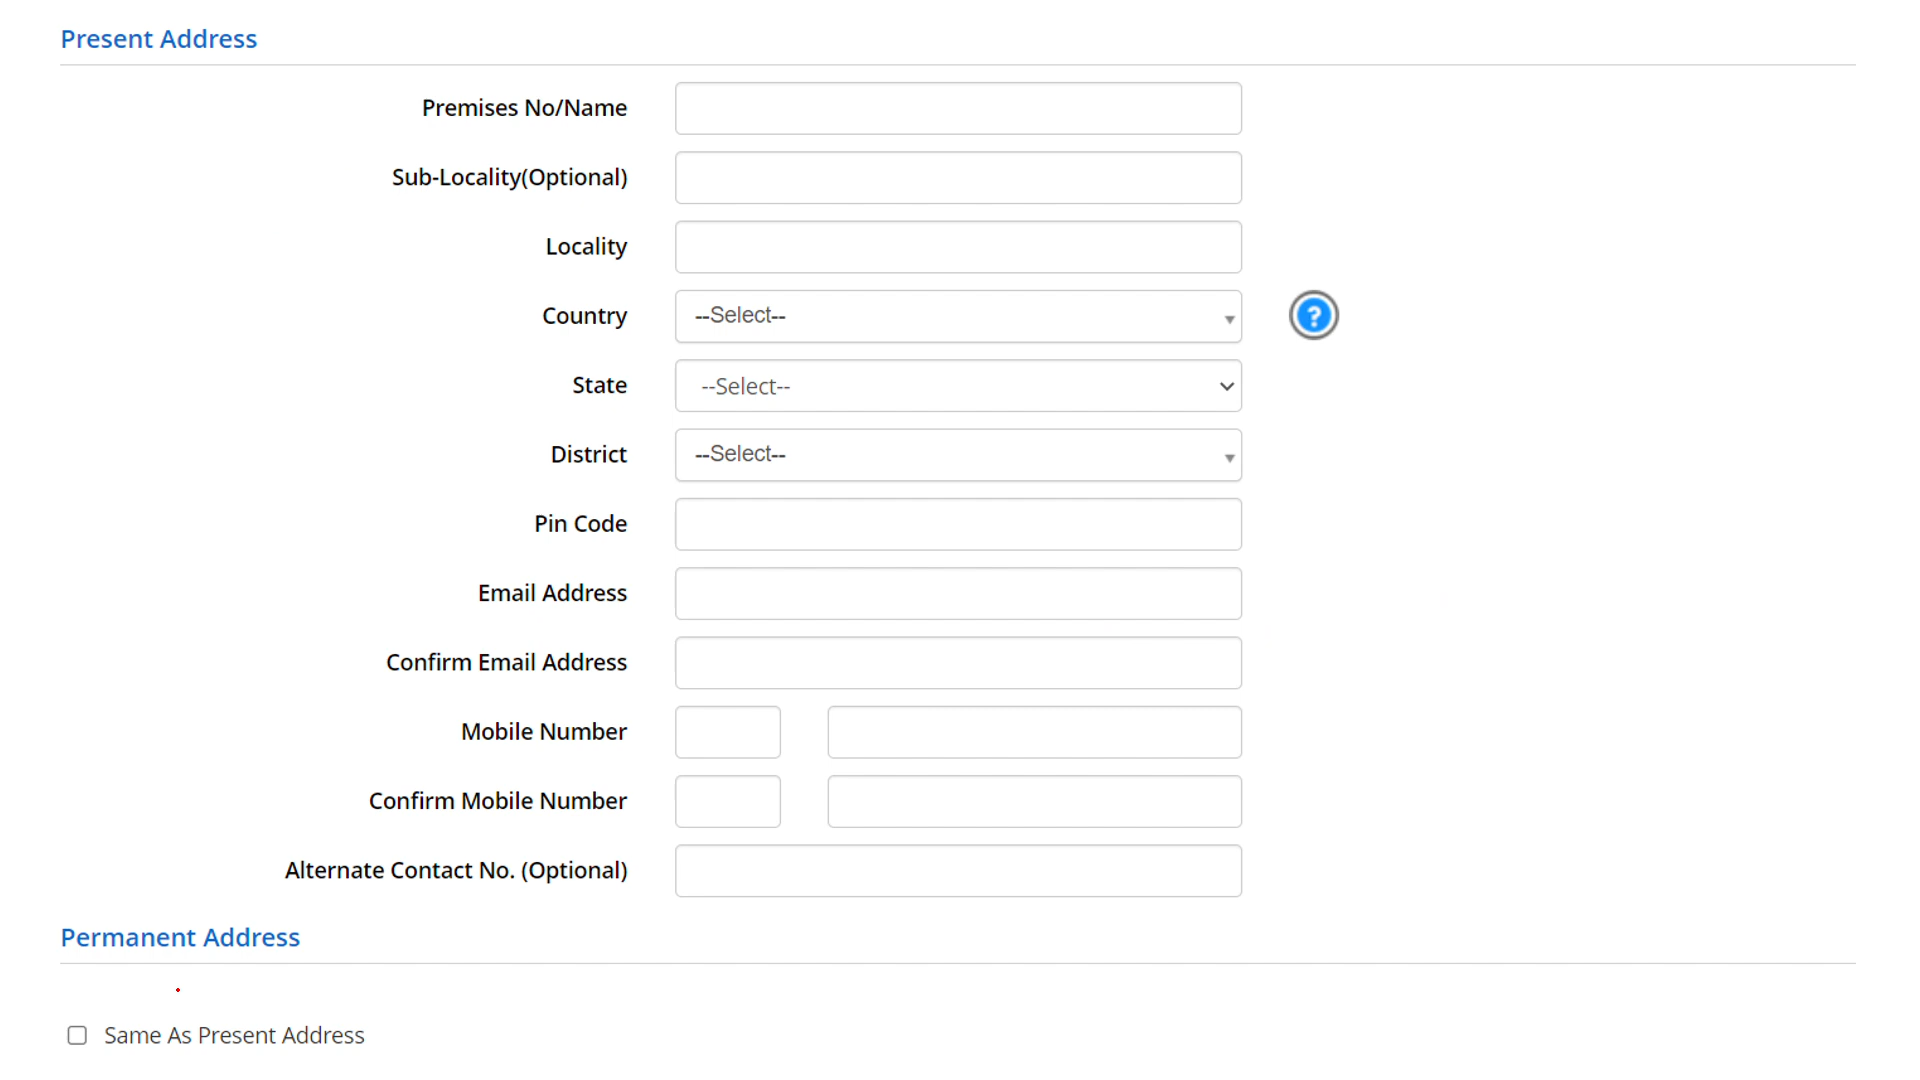 Present Address
Premises No/Name
Sub-Locality(Optional)
Locality
Country --Select-- ?
State --Select--
District --Select--
Pin Code
Email Address
Confirm Email Address
Mobile Number
Confirm Mobile Number
Alternate Contact No. (Optional)
Permanent Address
Same As Present Address